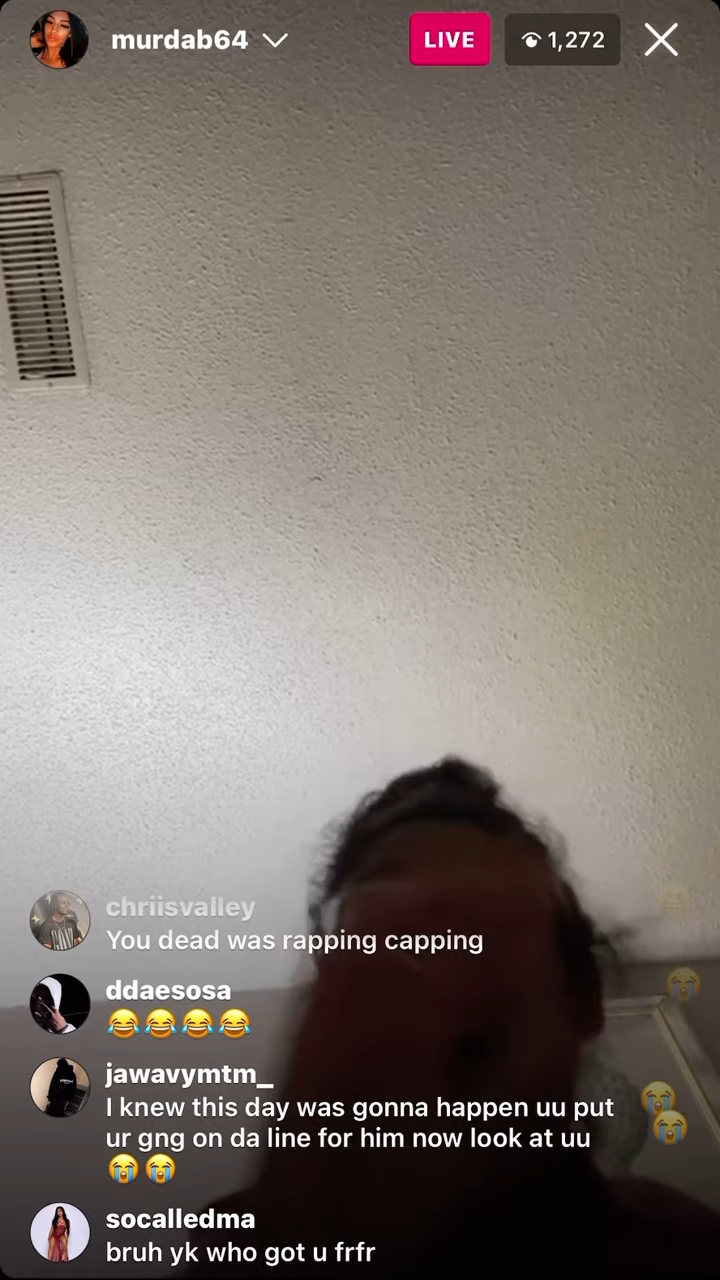 murdab64
LIVE
1,272
chriisvalley
You dead was rapping capping
ddaesosa
😂😂😂😂
jawavymtm_
I knew this day was gonna happen uu put
ur gng on da line for him now look at uu
😭😭
socalledma
bruh yk who got u frfr